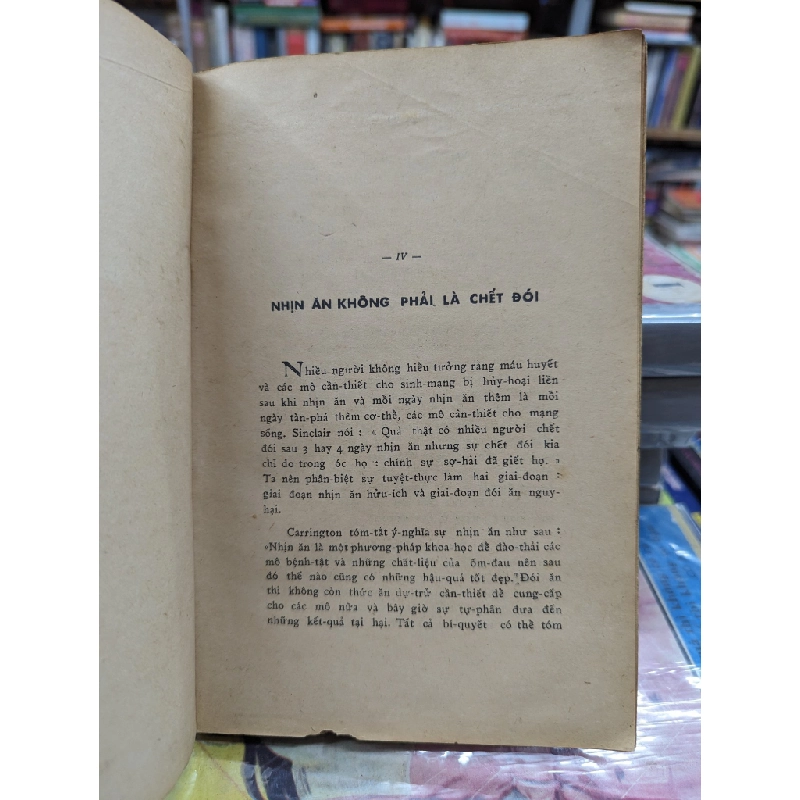 — IV —
NHỊN ĂN KHÔNG PHẢI LÀ CHẾT ĐÓI
Nhiều người không hiểu tưởng rằng máu huyết
và các mô cần-thiết cho sinh-mạng bị hủy-hoại liền
sau khi nhịn ăn và mỗi ngày nhịn ăn thêm là mỗi
ngày tàn-phá thêm cơ-thể, các mô cần-thiết cho mạng
sống. Sinclair nói : « Quả thật có nhiều người chết
đói sau 3 hay 4 ngày nhịn ăn nhưng sự chết đói kia
chỉ do trong óc họ : chính sự sợ-hãi đã giết họ. »
Ta nên phân-biệt sự tuyệt-thực làm hai giai-đoạn :
giai đoạn nhịn ăn hữu-ích và giai-đoạn đói ăn nguy-
hại.
Carrington tóm-tắt ý-nghĩa sự nhịn ăn như sau :
«Nhịn ăn là một phương-pháp khoa học để đào-thải các
mô bệnh-tật và những chất-liệu của ốm-đau nên sau
đó thế nào cũng có những hậu-quả tốt đẹp. Đói ăn
thì không còn thức ăn dự-trử cần-thiết để cung-cấp
cho các mô nữa và bây giờ sự tự-phân đưa đến
những kết-quả tại hại. Tất cả bí-quyết có thể tóm